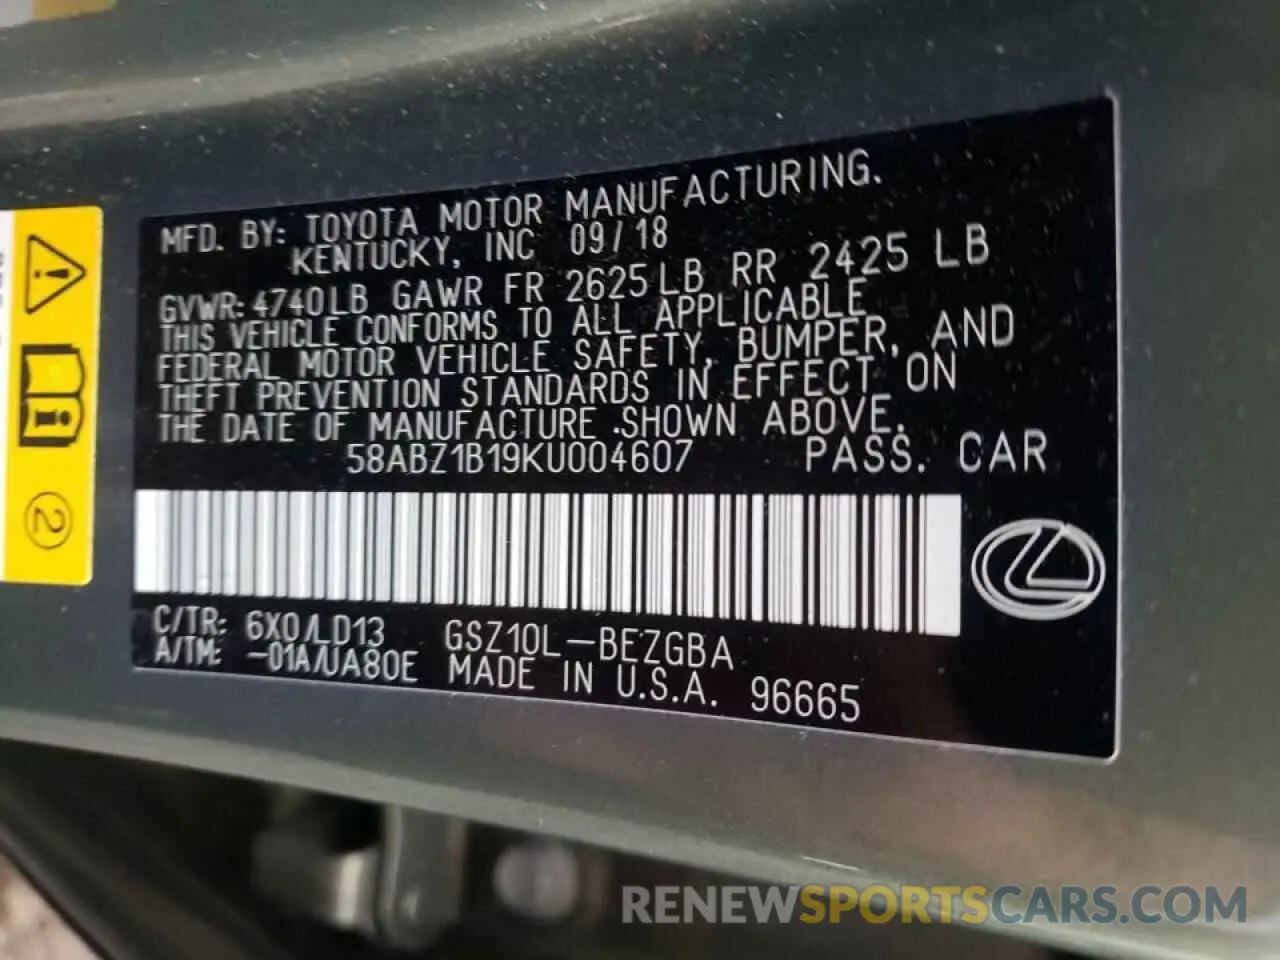 MFD. BY: TOYOTA MOTOR MANUFACTURING.
KENTUCKY, INC 09/18
GVWR: 4740LB GAWR FR 2625LB RR 2425 LB
THIS VEHICLE CONFORMS TO ALL APPLICABLE
FEDERAL MOTOR VEHICLE SAFETY, BUMPER, AND
THEFT PREVENTION STANDARDS IN EFFECT ON
THE DATE OF MANUFACTURE SHOWN ABOVE.
58ABZ1B19KU004607 PASS. CAR
C/TR: 6X0/LD13 GSZ10L-BEZGBA
A/TM: -01A/UA80E MADE IN U.S.A. 96665
2
RENEWSPORTSCARS.COM